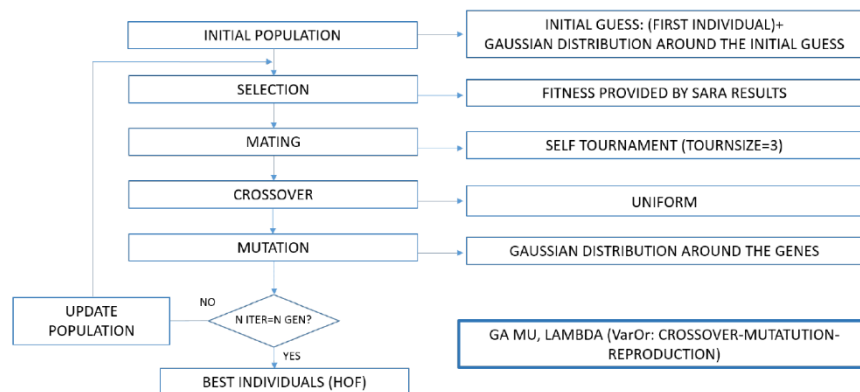 INITIAL POPULATION
INITIAL GUESS: (FIRST INDIVIDUAL)+
GAUSSIAN DISTRIBUTION AROUND THE INITIAL GUESS
SELECTION
FITNESS PROVIDED BY SARA RESULTS
MATING
SELF TOURNAMENT (TOURNSIZE=3)
CROSSOVER
UNIFORM
MUTATION
GAUSSIAN DISTRIBUTION AROUND THE GENES
UPDATE
POPULATION
NO
N ITER=N GEN?
YES
GA MU, LAMBDA (VarOr: CROSSOVER-MUTATUTION-
REPRODUCTION)
BEST INDIVIDUALS (HOF)